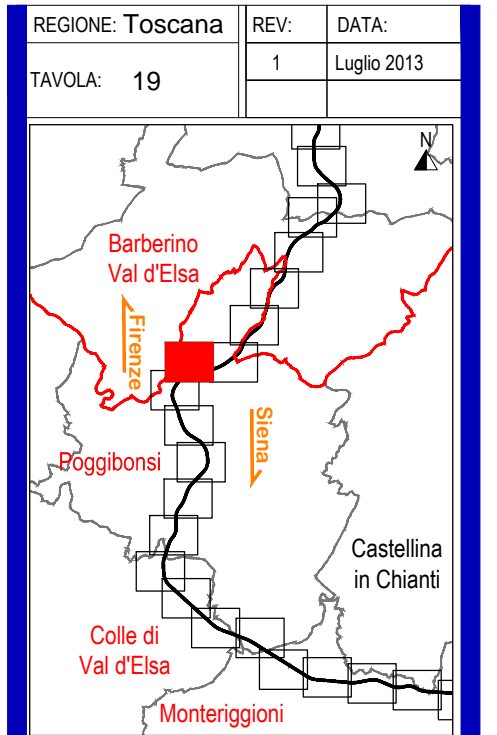 REGIONE: Toscana
REV:
DATA:
TAVOLA: 19
1
Luglio 2013
N
Barberino
Val d'Elsa
Firenze
Siena
Poggibonsi
Castellina
in Chianti
Colle di
Val d'Elsa
Monteriggioni